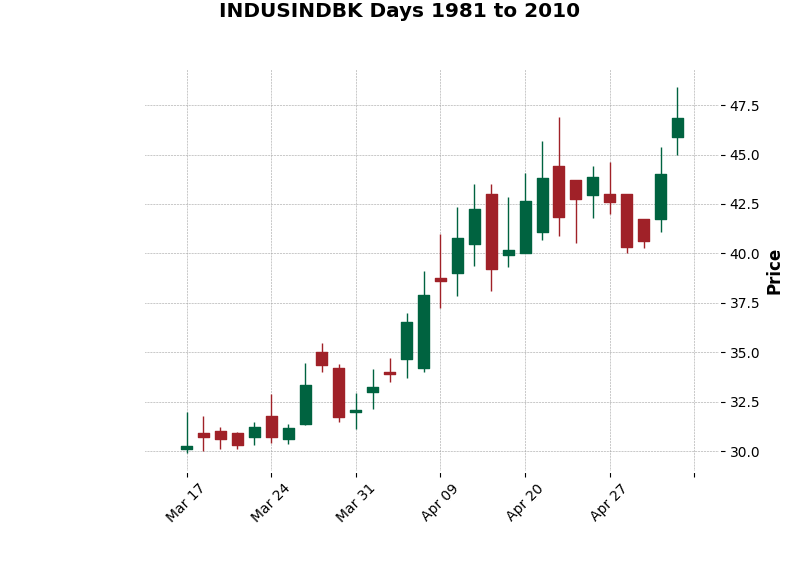 INDUSINDBK Days 1981 to 2010
47.5
45.0
42.5
40.0
37.5
35.0
32.5
30.0
Price
Mar 17
Mar 24
Mar 31
Apr 09
Apr 20
Apr 27